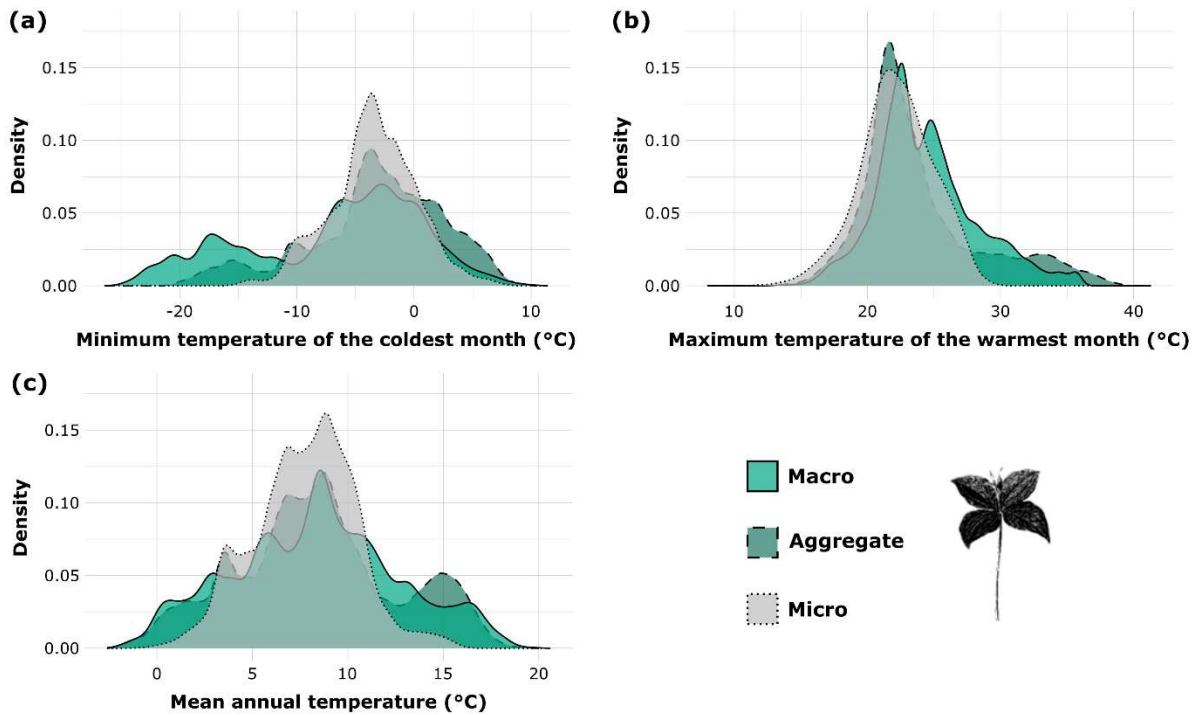 (a)
(b)
Density
0.15
0.10
0.05
0.00
-20
-10
0
10
Minimum temperature of the coldest month (°C)
Density
0.15
0.10
0.05
0.00
10
20
30
40
Maximum temperature of the warmest month (°C)
(c)
Density
0.15
0.10
0.05
0.00
0
5
10
15
20
Mean annual temperature (°C)
Macro
Aggregate
Micro